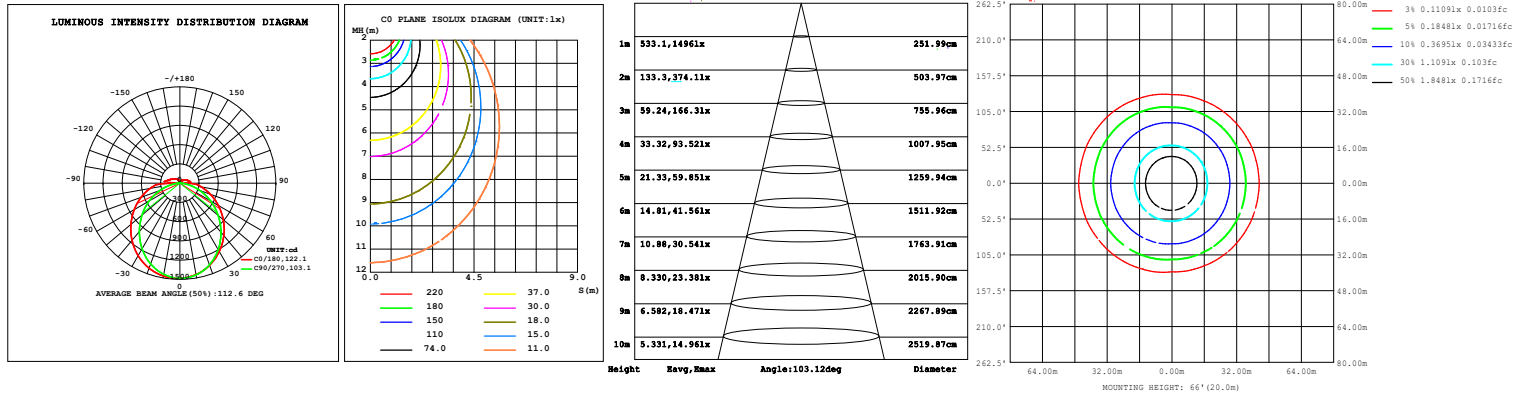 LUMINOUS INTENSITY DISTRIBUTION DIAGRAM
-/+180
-150
150
-120
120
-90
90
0
300
600
900
1200
1500
-60
60
-30
30
0
UNIT:cd
C0/180,122.1
C90/270,103.1
AVERAGE BEAM ANGLE(50%):112.6 DEG
C0 PLANE ISOLUX DIAGRAM (UNIT:lx)
MH(m)
2
3
4
5
6
7
8
9
10
11
12
0.0
4.5
9.0
S(m)
220
37.0
180
30.0
150
18.0
110
15.0
74.0
11.0
1m 533.1,1496lx 251.99cm
2m 133.3,374.1lx 503.97cm
3m 59.24,166.3lx 755.96cm
4m 33.32,93.52lx 1007.95cm
5m 21.33,59.85lx 1259.94cm
6m 14.81,41.56lx 1511.92cm
7m 10.88,30.54lx 1763.91cm
8m 8.330,23.38lx 2015.90cm
9m 6.582,18.47lx 2267.89cm
10m 5.331,14.96lx 2519.87cm
Height Eavg,Emax Angle:103.12deg Diameter
262.5' 80.00m
210.0' 64.00m
157.5' 48.00m
105.0' 32.00m
52.5' 16.00m
0.0' 0.00m
52.5' 16.00m
105.0' 32.00m
157.5' 48.00m
210.0' 64.00m
262.5' 80.00m
64.00m 32.00m 0.00m 32.00m 64.00m
MOUNTING HEIGHT: 66'(20.0m)
3% 0.1109lx 0.0103fc
5% 0.1848lx 0.01716fc
10% 0.3695lx 0.03433fc
30% 1.109lx 0.103fc
50% 1.848lx 0.1716fc